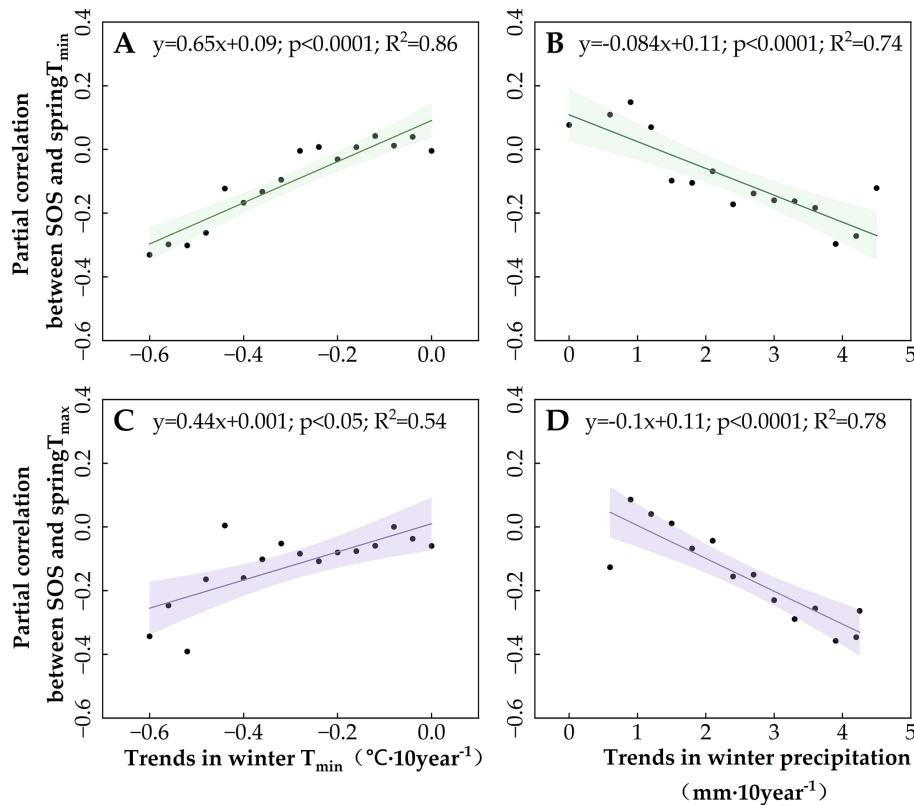 A y=0.65x+0.09; p<0.0001; R²=0.86
Partial correlation
between SOS and springTmin
0.4
0.2
0.0
−0.2
−0.4
−0.6
−0.6 −0.4 −0.2 0.0
B y=-0.084x+0.11; p<0.0001; R²=0.74
0.4
0.2
0.0
−0.2
−0.4
−0.6
0 1 2 3 4 5
C y=0.44x+0.001; p<0.05; R²=0.54
Partial correlation
between SOS and springTmax
0.4
0.2
0.0
−0.2
−0.4
−0.6
−0.6 −0.4 −0.2 0.0
Trends in winter Tmin（°C·10year⁻¹）
D y=-0.1x+0.11; p<0.0001; R²=0.78
0.4
0.2
0.0
−0.2
−0.4
−0.6
0 1 2 3 4 5
Trends in winter precipitation
（mm·10year⁻¹）